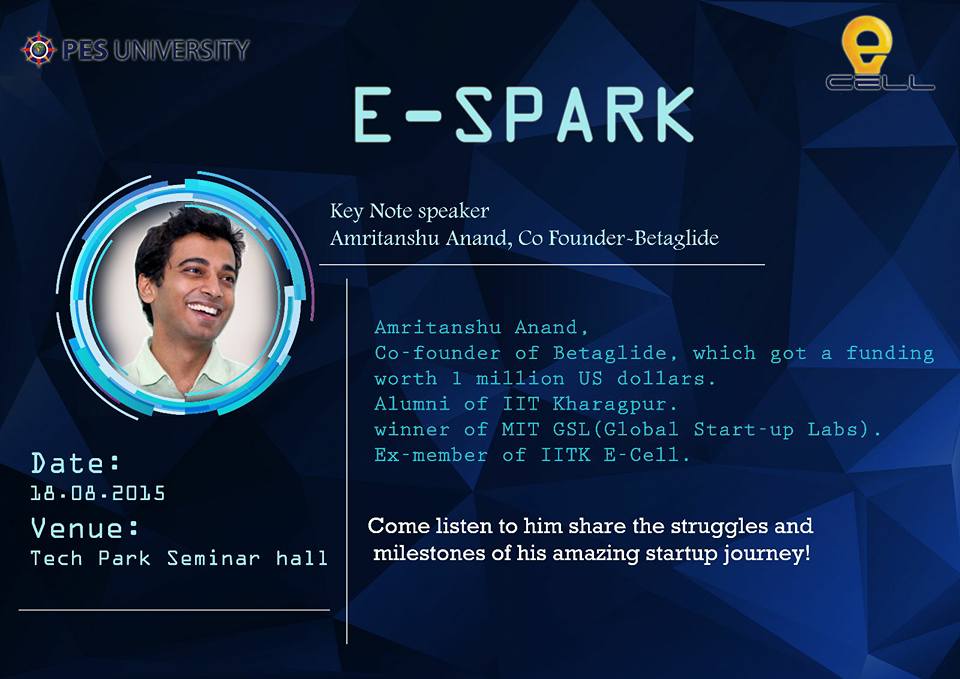 PES UNIVERSITY
e
CELL
E-SPARK
Key Note speaker
Amritanshu Anand, Co Founder-Betaglide
Amritanshu Anand,
Co-founder of Betaglide, which got a funding
worth 1 million US dollars.
Alumni of IIT Kharagpur.
winner of MIT GSL(Global Start-up Labs).
Ex-member of IITK E-Cell.
Date:
18.08.2015
Venue:
Tech Park Seminar hall
Come listen to him share the struggles and
milestones of his amazing startup journey!